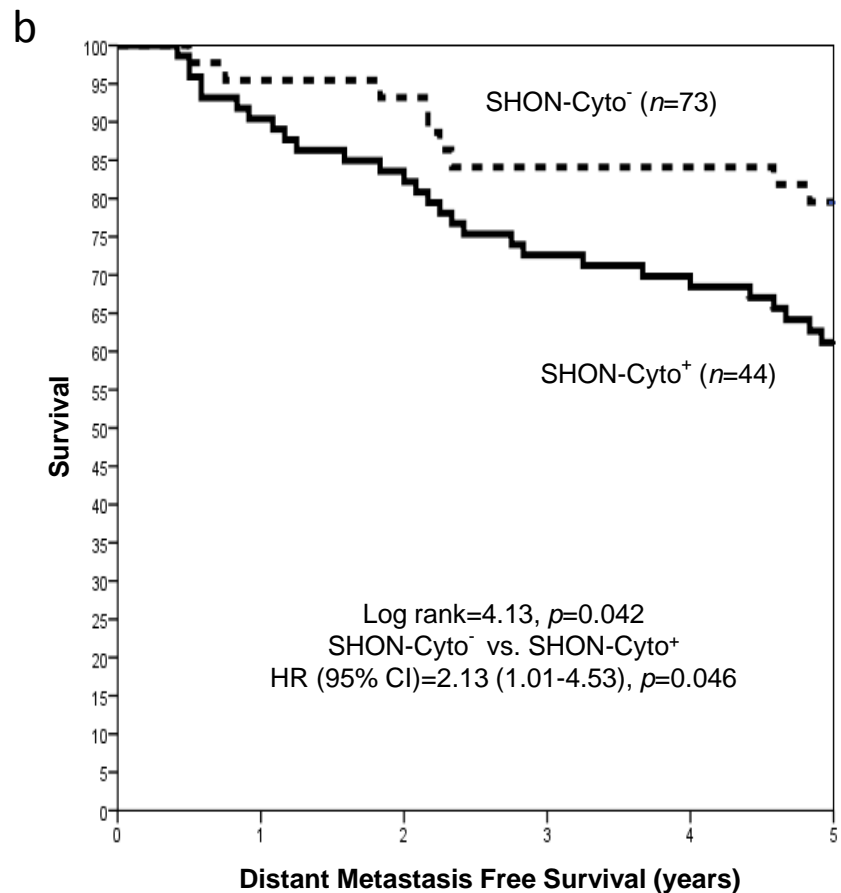 b
100
95
90
85
80
75
70
65
60
55
50
45
40
35
30
25
20
15
10
5
0
Survival
SHON-Cyto⁻ (n=73)
SHON-Cyto⁺ (n=44)
Log rank=4.13, p=0.042
SHON-Cyto⁻ vs. SHON-Cyto⁺
HR (95% CI)=2.13 (1.01-4.53), p=0.046
0 1 2 3 4 5
Distant Metastasis Free Survival (years)